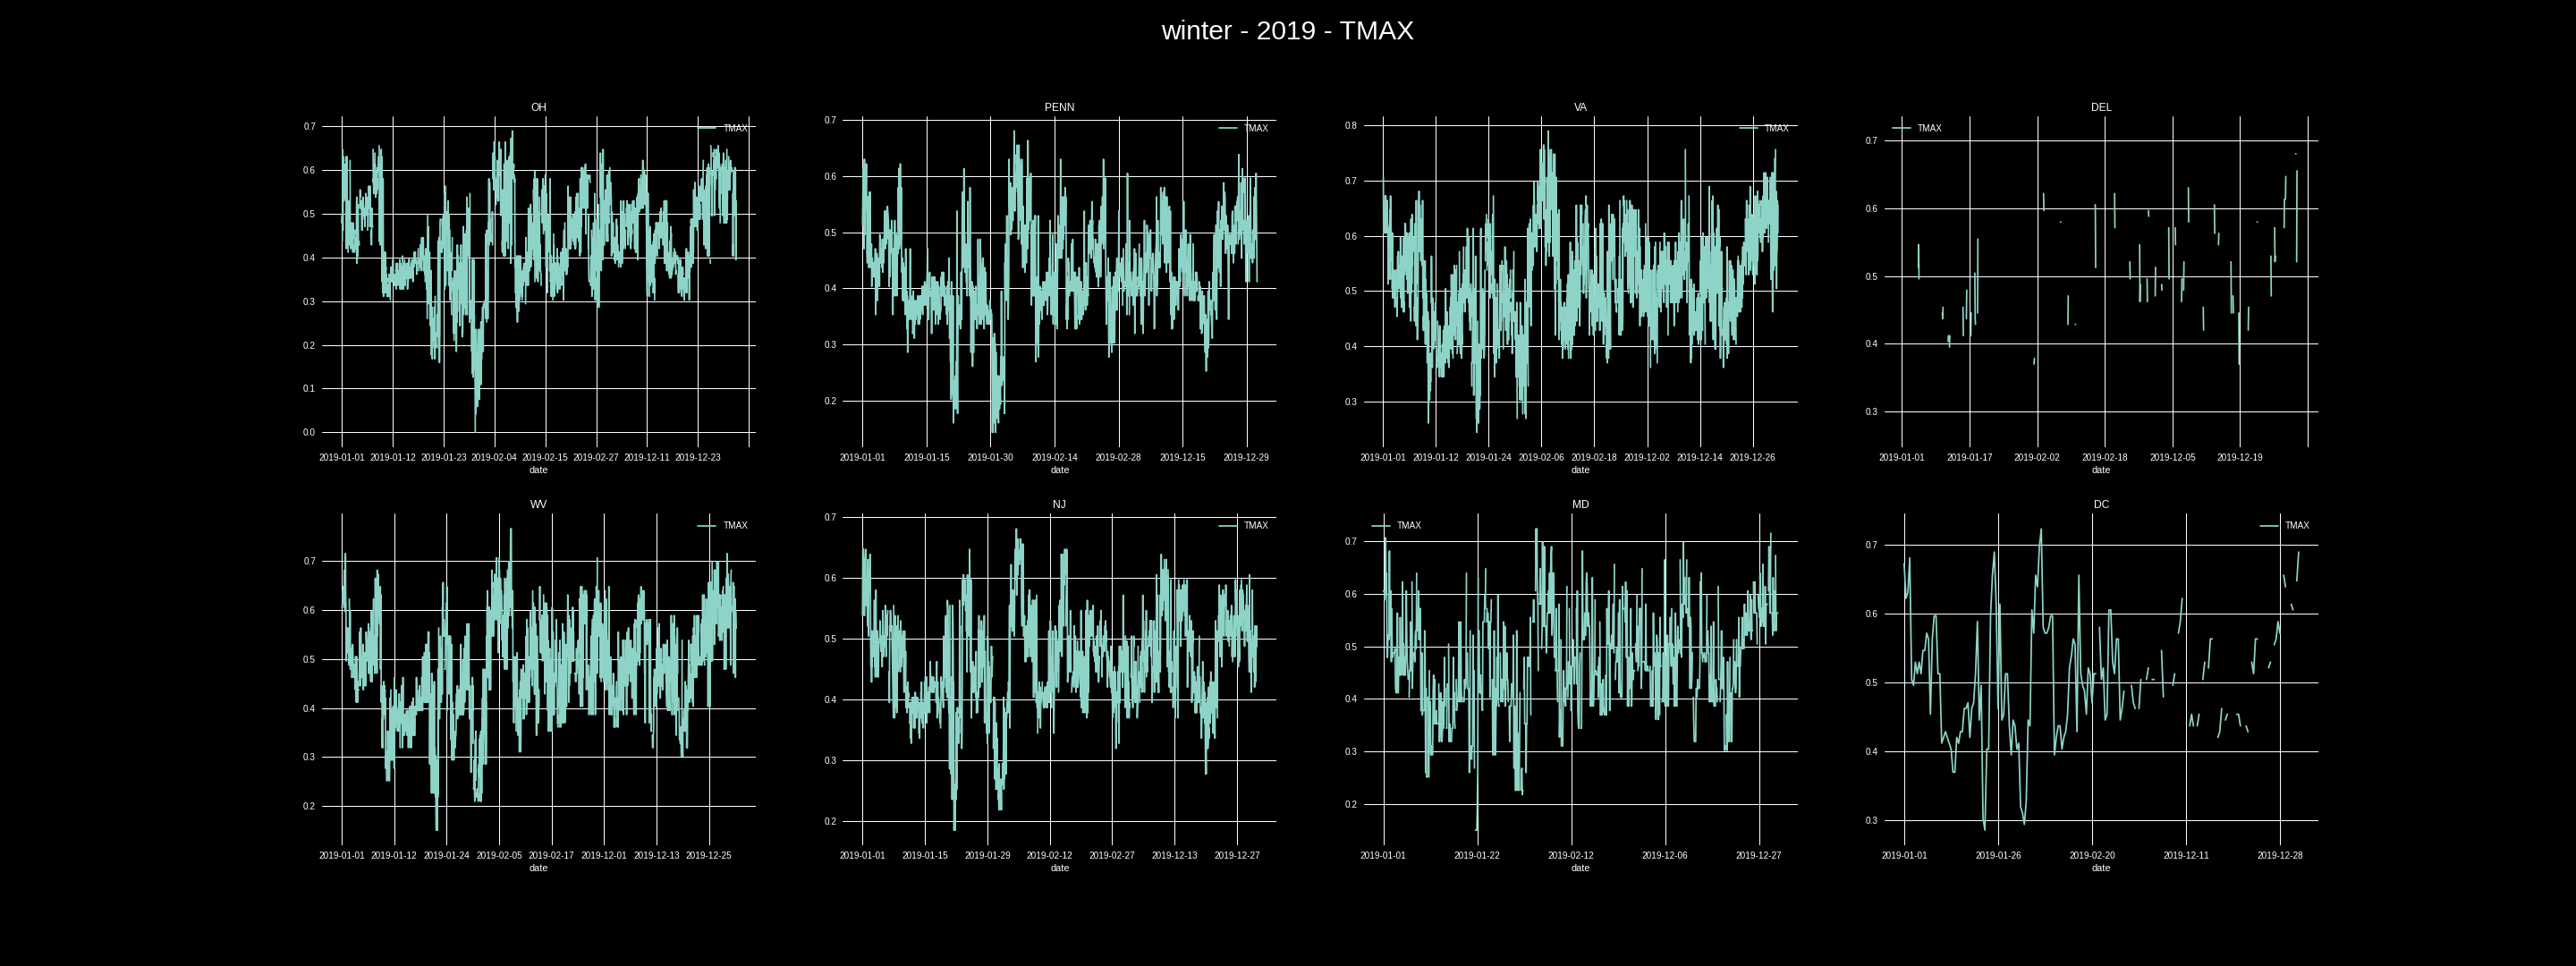 winter - 2019 - TMAX
OH
TMAX
0.7
0.6
0.5
0.4
0.3
0.2
0.1
0.0
2019-01-01 2019-01-12 2019-01-23 2019-02-04 2019-02-15 2019-02-27 2019-12-11 2019-12-23
date
PENN
TMAX
0.7
0.6
0.5
0.4
0.3
0.2
2019-01-01 2019-01-15 2019-01-30 2019-02-14 2019-02-28 2019-12-15 2019-12-29
date
VA
TMAX
0.8
0.7
0.6
0.5
0.4
0.3
2019-01-01 2019-01-12 2019-01-24 2019-02-06 2019-02-18 2019-12-02 2019-12-14 2019-12-26
date
DEL
TMAX
0.7
0.6
0.5
0.4
0.3
2019-01-01 2019-01-17 2019-02-02 2019-02-18 2019-12-05 2019-12-19
date
WV
TMAX
0.7
0.6
0.5
0.4
0.3
0.2
2019-01-01 2019-01-12 2019-01-24 2019-02-05 2019-02-17 2019-12-01 2019-12-13 2019-12-25
date
NJ
TMAX
0.7
0.6
0.5
0.4
0.3
0.2
2019-01-01 2019-01-15 2019-01-29 2019-02-12 2019-02-27 2019-12-13 2019-12-27
date
MD
TMAX
0.7
0.6
0.5
0.4
0.3
0.2
2019-01-01 2019-01-22 2019-02-12 2019-12-06 2019-12-27
date
DC
TMAX
0.7
0.6
0.5
0.4
0.3
2019-01-01 2019-01-26 2019-02-20 2019-12-11 2019-12-28
date